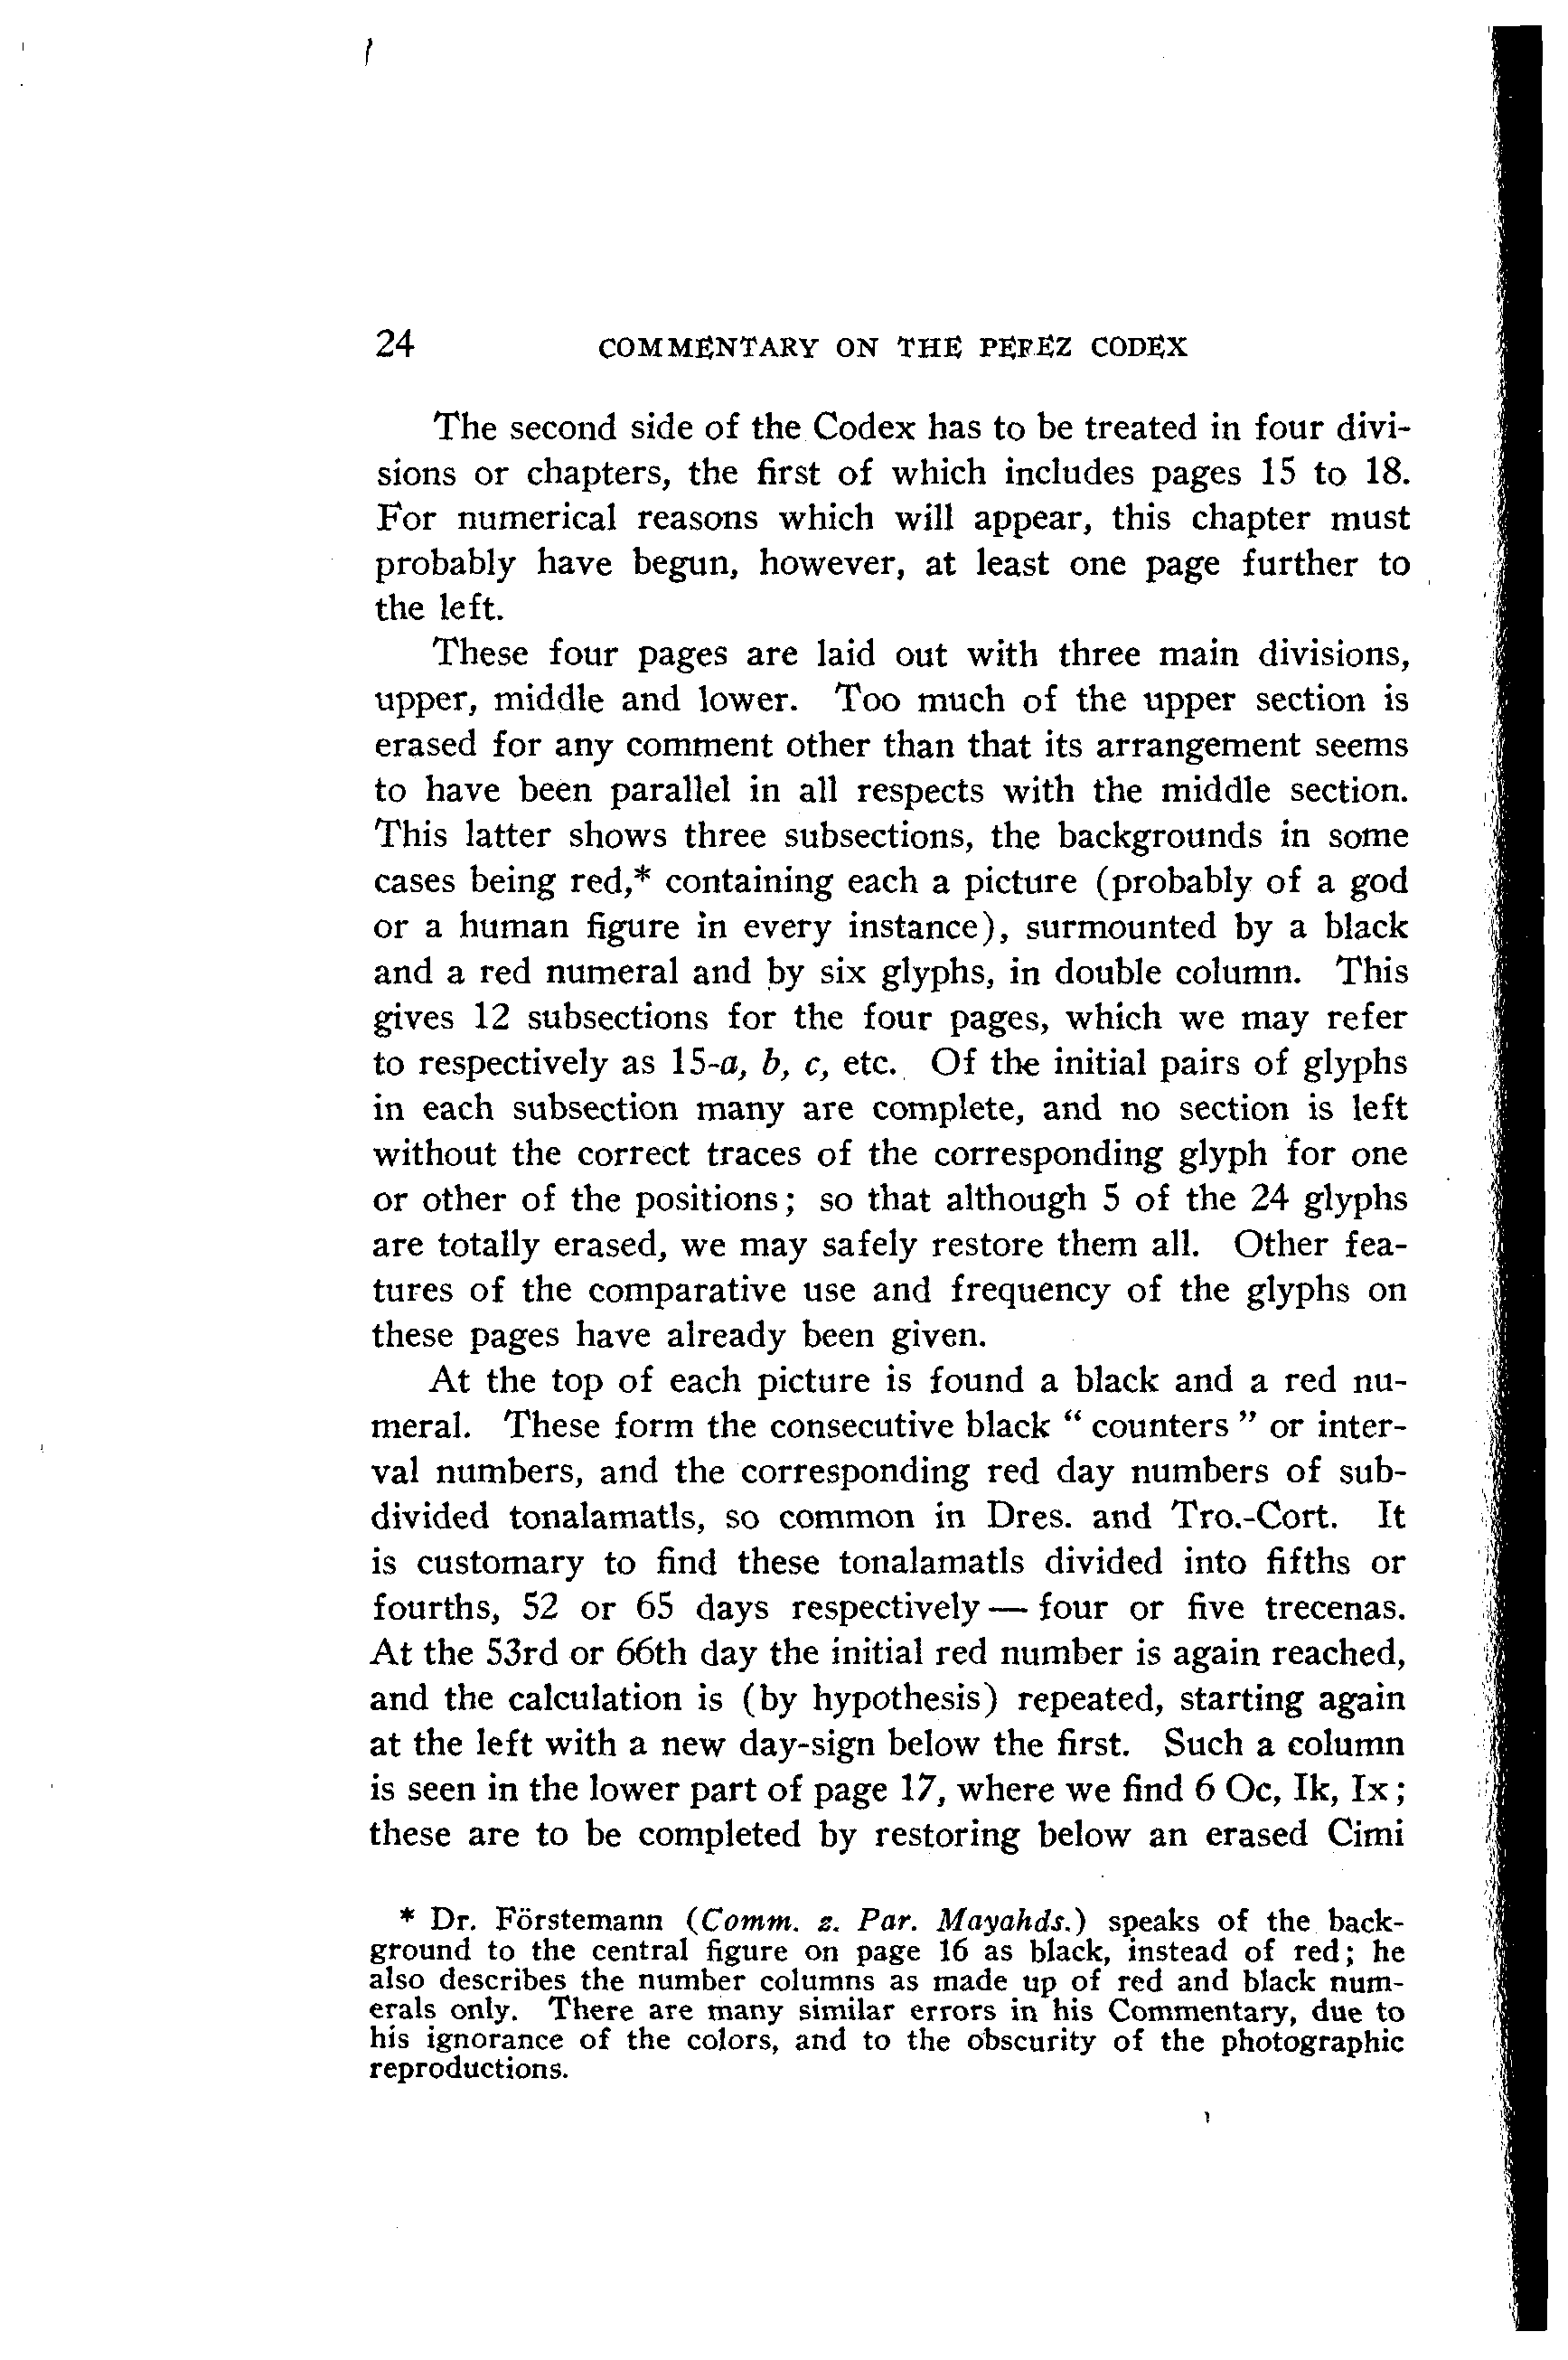 24 COMMENTARY ON THE PEFEZ CODEX
The second side of the Codex has to be treated in four divi-
sions or chapters, the first of which includes pages 15 to 18.
For numerical reasons which will appear, this chapter must
probably have begun, however, at least one page further to
the left.
These four pages are laid out with three main divisions,
upper, middle and lower. Too much of the upper section is
erased for any comment other than that its arrangement seems
to have been parallel in all respects with the middle section.
This latter shows three subsections, the backgrounds in some
cases being red,* containing each a picture (probably of a god
or a human figure in every instance), surmounted by a black
and a red numeral and by six glyphs, in double column. This
gives 12 subsections for the four pages, which we may refer
to respectively as 15-a, b, c, etc. Of the initial pairs of glyphs
in each subsection many are complete, and no section is left
without the correct traces of the corresponding glyph for one
or other of the positions; so that although 5 of the 24 glyphs
are totally erased, we may safely restore them all. Other fea-
tures of the comparative use and frequency of the glyphs on
these pages have already been given.
At the top of each picture is found a black and a red nu-
meral. These form the consecutive black “ counters ” or inter-
val numbers, and the corresponding red day numbers of sub-
divided tonalamatls, so common in Dres. and Tro.-Cort. It
is customary to find these tonalamatls divided into fifths or
fourths, 52 or 65 days respectively — four or five trecenas.
At the 53rd or 66th day the initial red number is again reached,
and the calculation is (by hypothesis) repeated, starting again
at the left with a new day-sign below the first. Such a column
is seen in the lower part of page 17, where we find 6 Oc, Ik, Ix;
these are to be completed by restoring below an erased Cimi
* Dr. Förstemann (Comm. z. Par. Mayahds.) speaks of the back-
ground to the central figure on page 16 as black, instead of red; he
also describes the number columns as made up of red and black num-
erals only. There are many similar errors in his Commentary, due to
his ignorance of the colors, and to the obscurity of the photographic
reproductions.